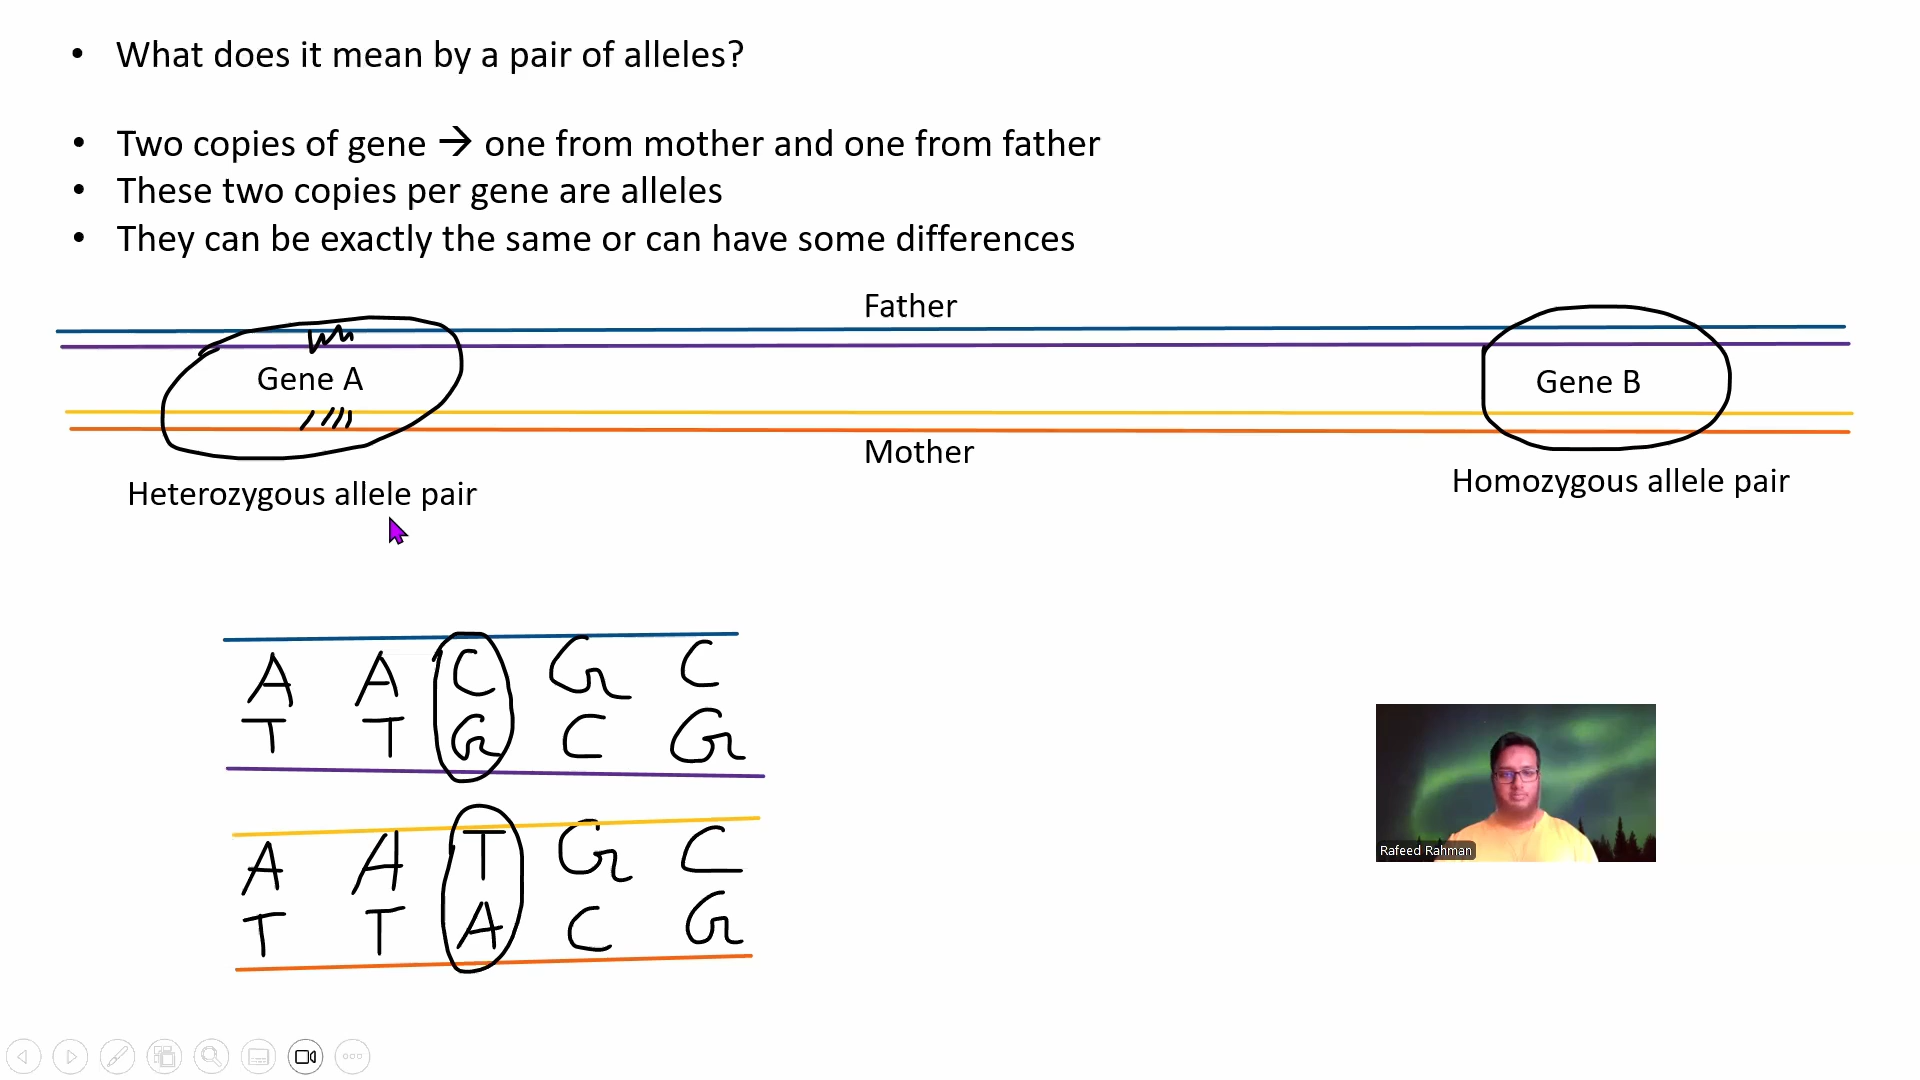 • What does it mean by a pair of alleles?
• Two copies of gene → one from mother and one from father
• These two copies per gene are alleles
• They can be exactly the same or can have some differences
Father
Gene A
Gene B
Mother
Heterozygous allele pair
Homozygous allele pair
A A C G C
T T G C G
A A T G C
T T A C G
Rafeed Rahman